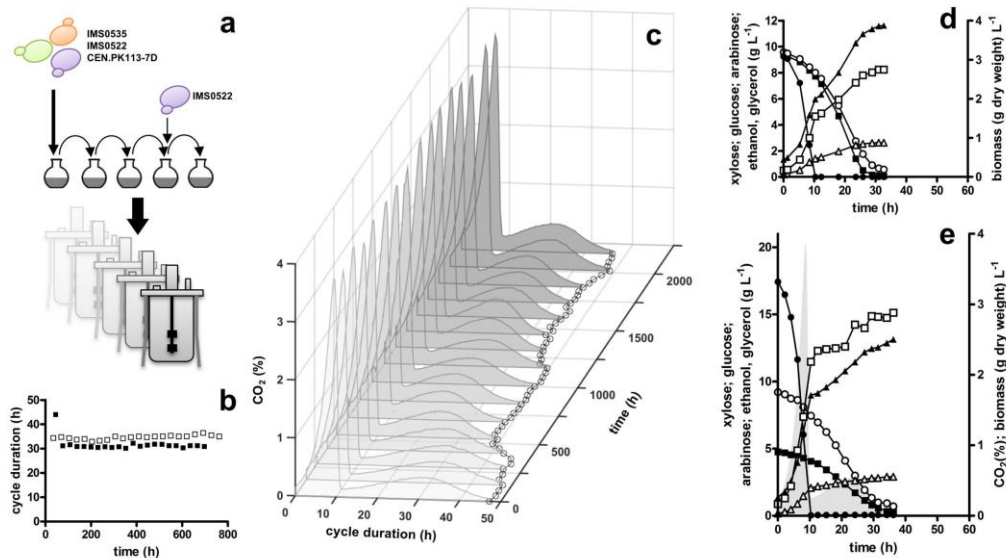 a
IMS0535
IMS0522
CEN.PK113-7D
IMS0522
b
cycle duration (h)
50
40
30
20
10
0
0 200 400 600 800
time (h)
c
CO2 (%)
4
3
2
1
0
0 10 20 30 40 50
cycle duration (h)
0 500 1000 1500 2000
time (h)
d
xylose; glucose; arabinose;
ethanol, glycerol (g L-1)
12
10
8
6
4
2
0
0 10 20 30 40 50 60
time (h)
4
3
2
1
0
biomass (g dry weight) L-1
e
xylose; glucose;
arabinose; ethanol, glycerol (g L-1)
20
15
10
5
0
0 10 20 30 40 50 60
time (h)
4
3
2
1
0
CO2(%); biomass (g dry weight) L-1